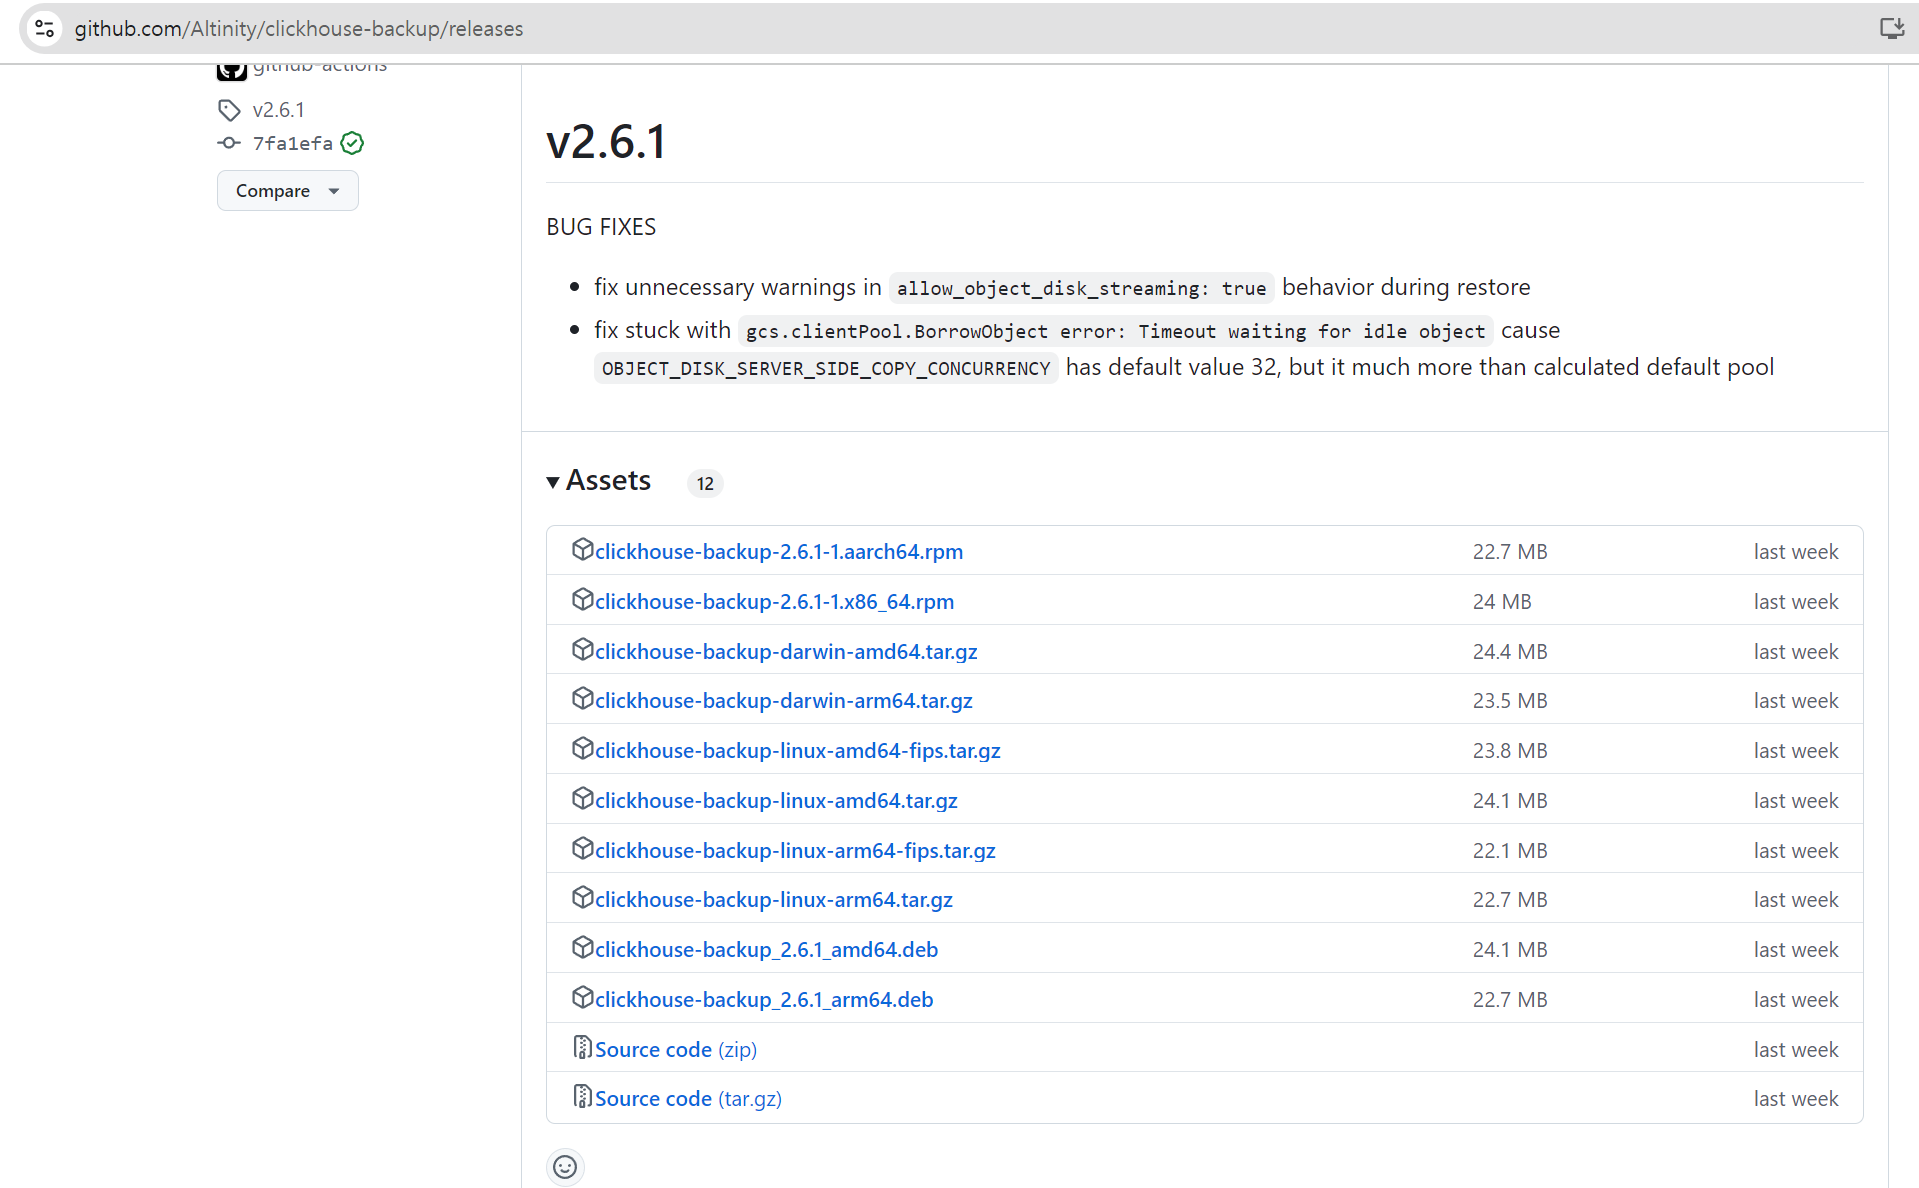 github.com/Altinity/clickhouse-backup/releases
github-actions
v2.6.1
7fa1efa
Compare
v2.6.1
BUG FIXES
fix unnecessary warnings in allow_object_disk_streaming: true behavior during restore
fix stuck with gcs.clientPool.BorrowObject error: Timeout waiting for idle object cause
OBJECT_DISK_SERVER_SIDE_COPY_CONCURRENCY has default value 32, but it much more than calculated default pool
Assets 12
clickhouse-backup-2.6.1-1.aarch64.rpm 22.7 MB last week
clickhouse-backup-2.6.1-1.x86_64.rpm 24 MB last week
clickhouse-backup-darwin-amd64.tar.gz 24.4 MB last week
clickhouse-backup-darwin-arm64.tar.gz 23.5 MB last week
clickhouse-backup-linux-amd64-fips.tar.gz 23.8 MB last week
clickhouse-backup-linux-amd64.tar.gz 24.1 MB last week
clickhouse-backup-linux-arm64-fips.tar.gz 22.1 MB last week
clickhouse-backup-linux-arm64.tar.gz 22.7 MB last week
clickhouse-backup_2.6.1_amd64.deb 24.1 MB last week
clickhouse-backup_2.6.1_arm64.deb 22.7 MB last week
Source code (zip) last week
Source code (tar.gz) last week